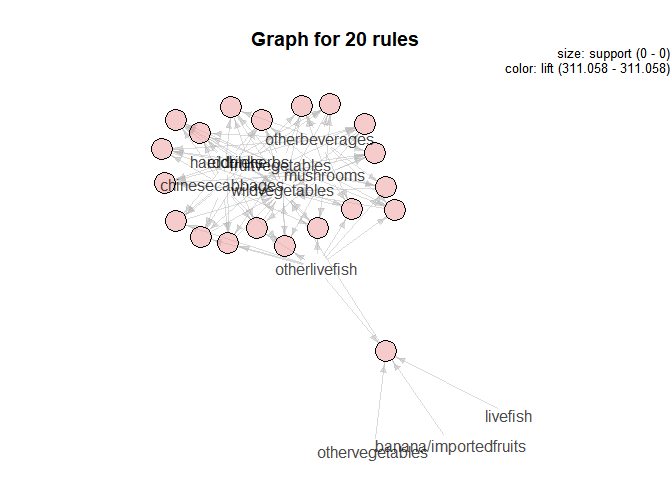 Graph for 20 rules
size: support (0 - 0)
color: lift (311.058 - 311.058)
otherbeverages
fruitvegetables
mushrooms
chinesecabbages
wildvegetables
otherlivefish
livefish
banana/importedfruits
othervegetables